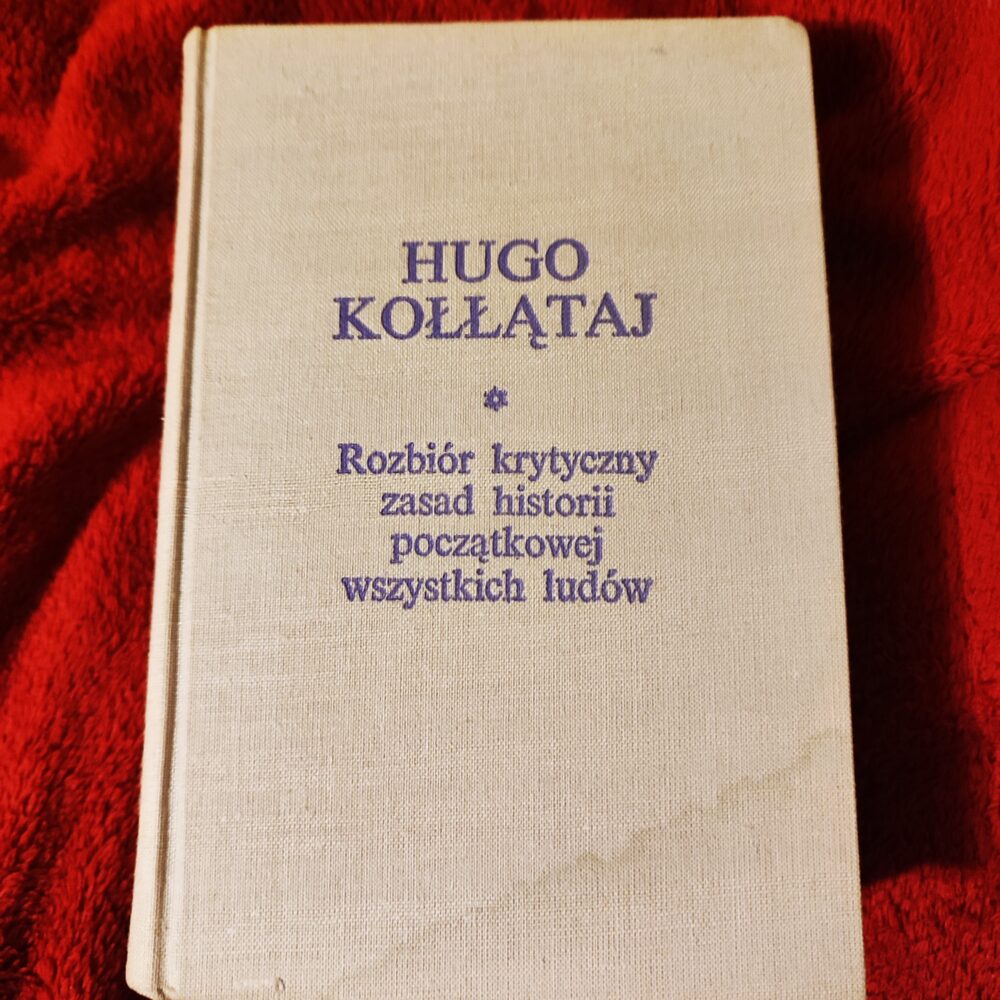 HUGO
KOŁŁĄTAJ
*
Rozbiór krytyczny
zasad historii
początkowej
wszystkich ludów